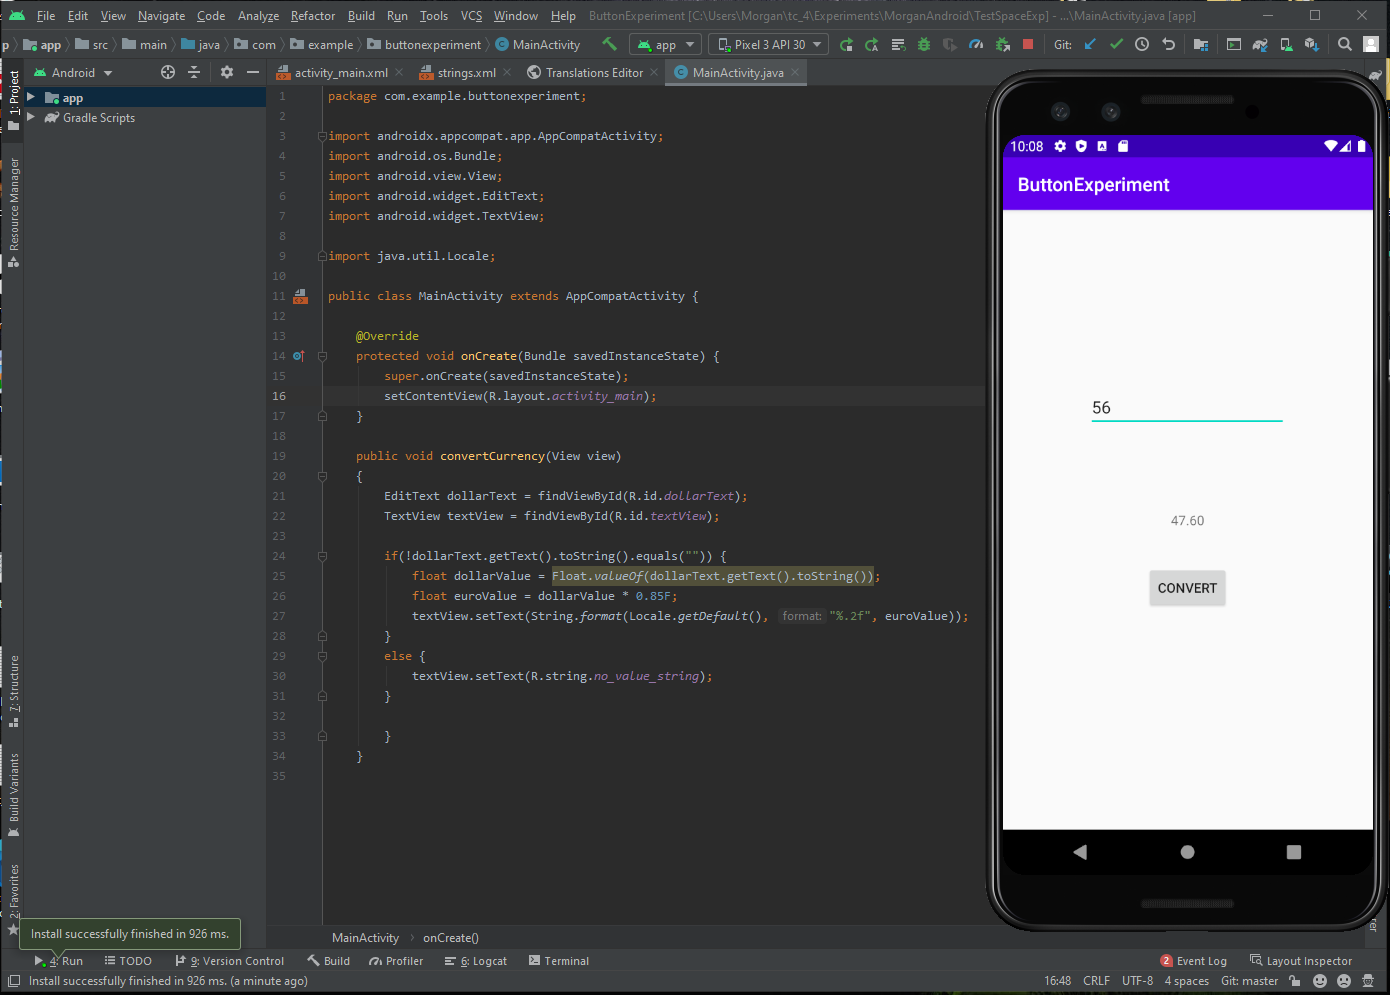 File Edit View Navigate Code Analyze Refactor Build Run Tools VCS Window Help ButtonExperiment [C:\Users\Morgan\tc_4\Experiments\MorganAndroid\TestSpaceExp] - ...\MainActivity.java [app]
p app src main java com example buttonexperiment MainActivity app Pixel 3 API 30 Git:
Android activity_main.xml strings.xml Translations Editor MainActivity.java
1: Project
Resource Manager
7: Structure
Build Variants
2: Favorites
app
Gradle Scripts
1 package com.example.buttonexperiment;
2
3 import androidx.appcompat.app.AppCompatActivity;
4 import android.os.Bundle;
5 import android.view.View;
6 import android.widget.EditText;
7 import android.widget.TextView;
8
9 import java.util.Locale;
10
11 public class MainActivity extends AppCompatActivity {
12
13 @Override
14 protected void onCreate(Bundle savedInstanceState) {
15 super.onCreate(savedInstanceState);
16 setContentView(R.layout.activity_main);
17 }
18
19 public void convertCurrency(View view)
20 {
21 EditText dollarText = findViewById(R.id.dollarText);
22 TextView textView = findViewById(R.id.textView);
23
24 if(!dollarText.getText().toString().equals("")) {
25 float dollarValue = Float.valueOf(dollarText.getText().toString());
26 float euroValue = dollarValue * 0.85F;
27 textView.setText(String.format(Locale.getDefault(), format: "%.2f", euroValue));
28 }
29 else {
30 textView.setText(R.string.no_value_string);
31 }
32
33 }
34 }
35
10:08
ButtonExperiment
56
47.60
CONVERT
Install successfully finished in 926 ms.
MainActivity onCreate()
4: Run TODO 9: Version Control Build Profiler 6: Logcat Terminal 2 Event Log Layout Inspector
Install successfully finished in 926 ms. (a minute ago) 16:48 CRLF UTF-8 4 spaces Git: master